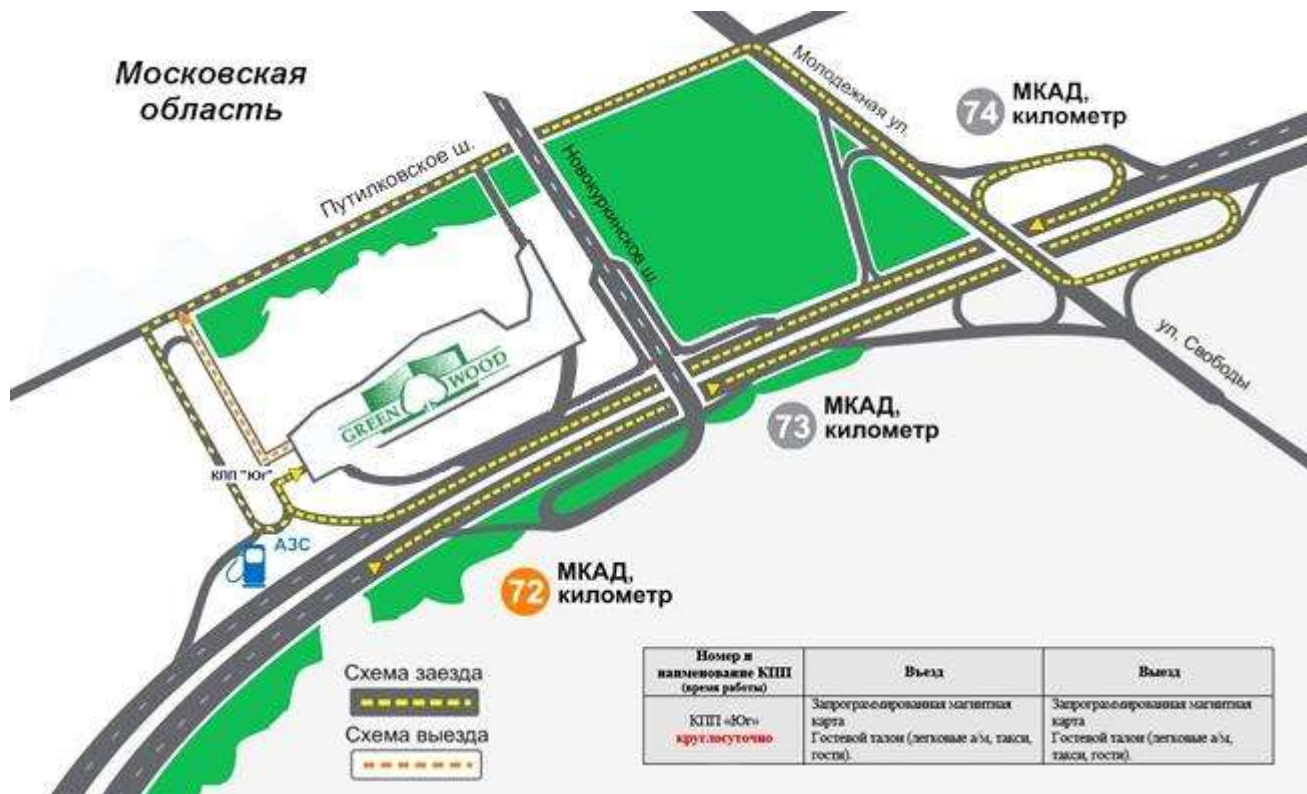 Московская
область
Молодежная ул.
74
МКАД,
километр
Путилковское ш.
Новокуркинское ш.
ул. Свободы
GREEN WOOD
73
МКАД,
километр
КПП "Юг"
АЗС
72
МКАД,
километр
Схема заезда
Схема выезда
Номер и
наименование КПП
(время работы)
Въезд
Выезд
КПП «Юг»
круглосуточно
Запрограммированная магнитная
карта
Гостевой талон (легковые а/м, такси,
гости).
Запрограммированная магнитная
карта
Гостевой талон (легковые а/м,
такси, гости).